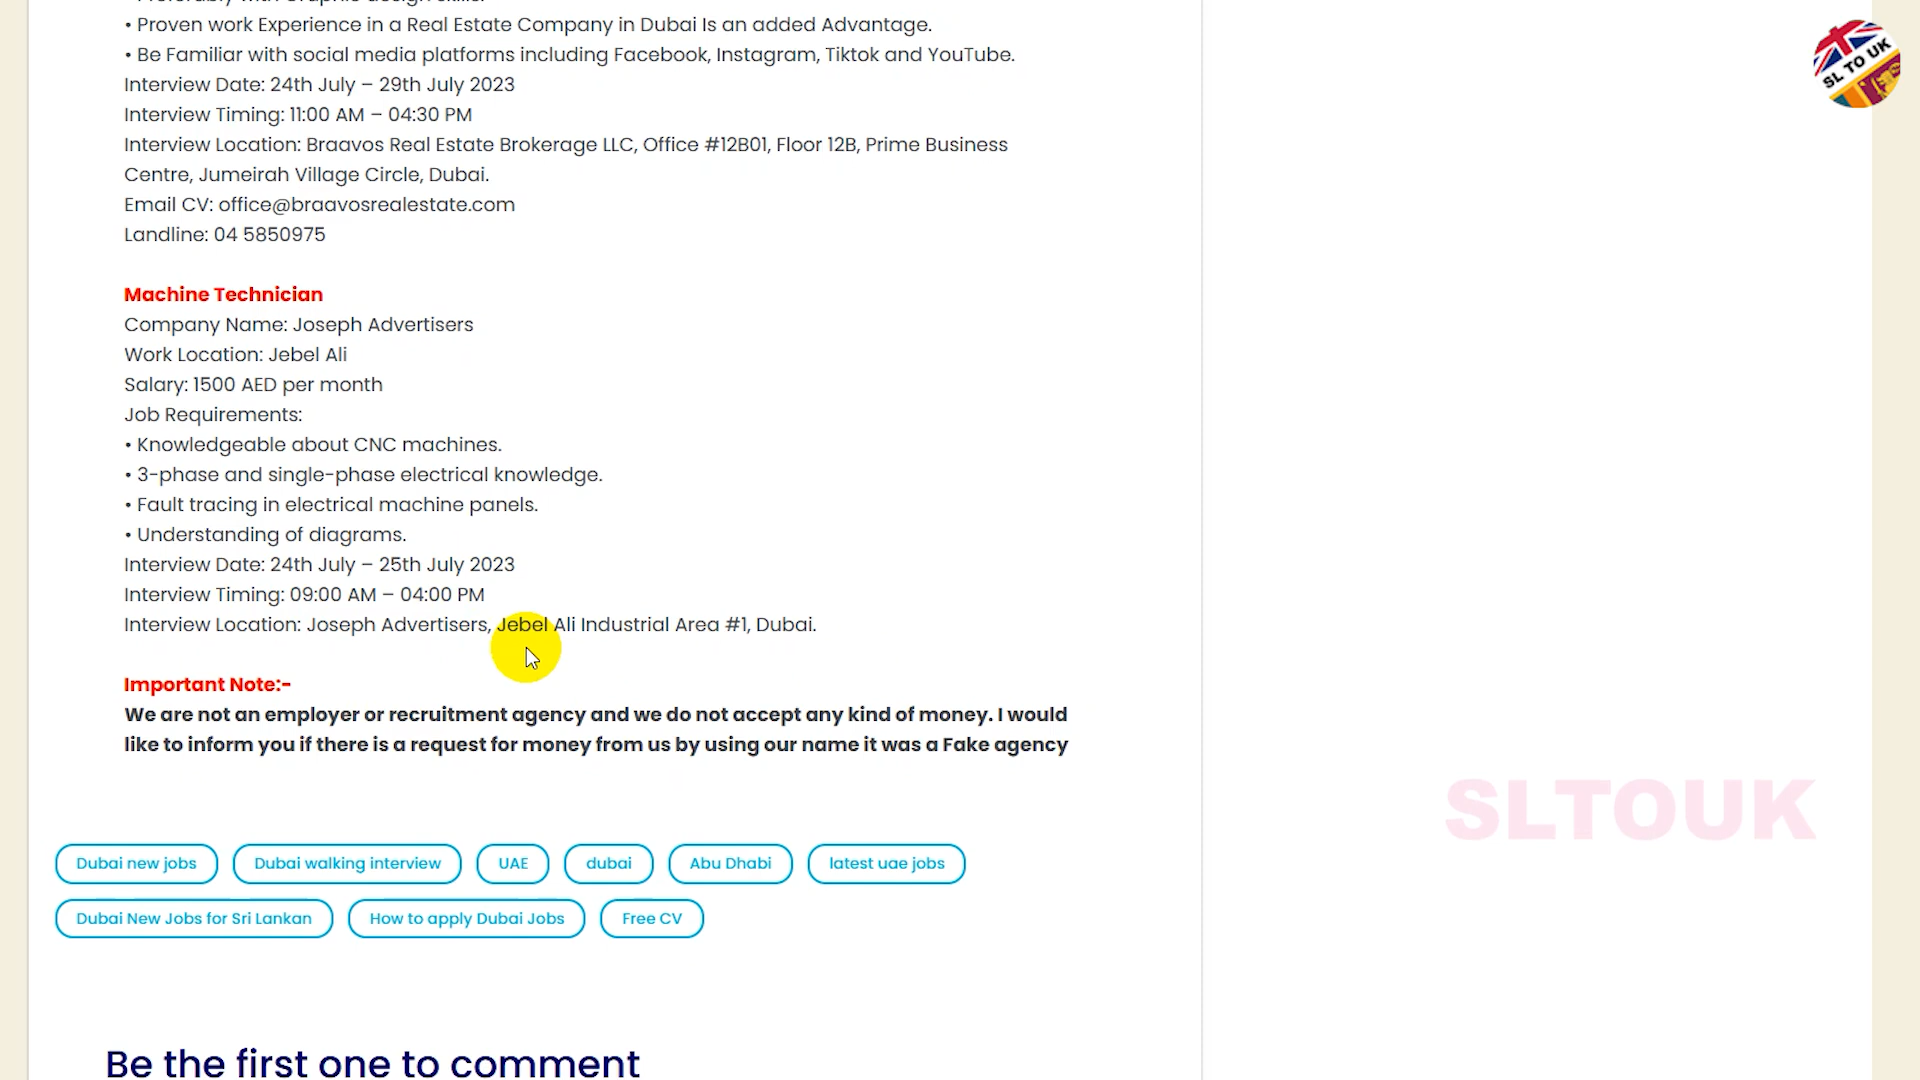 • Preferably with Graphic design skills.
• Proven work Experience in a Real Estate Company in Dubai Is an added Advantage.
• Be Familiar with social media platforms including Facebook, Instagram, Tiktok and YouTube.
Interview Date: 24th July – 29th July 2023
Interview Timing: 11:00 AM – 04:30 PM
Interview Location: Braavos Real Estate Brokerage LLC, Office #12B01, Floor 12B, Prime Business
Centre, Jumeirah Village Circle, Dubai.
Email CV: office@braavosrealestate.com
Landline: 04 5850975
Machine Technician
Company Name: Joseph Advertisers
Work Location: Jebel Ali
Salary: 1500 AED per month
Job Requirements:
• Knowledgeable about CNC machines.
• 3-phase and single-phase electrical knowledge.
• Fault tracing in electrical machine panels.
• Understanding of diagrams.
Interview Date: 24th July – 25th July 2023
Interview Timing: 09:00 AM – 04:00 PM
Interview Location: Joseph Advertisers, Jebel Ali Industrial Area #1, Dubai.
Important Note:-
We are not an employer or recruitment agency and we do not accept any kind of money. I would
like to inform you if there is a request for money from us by using our name it was a Fake agency
Dubai new jobs
Dubai walking interview
UAE
dubai
Abu Dhabi
latest uae jobs
Dubai New Jobs for Sri Lankan
How to apply Dubai Jobs
Free CV
Be the first one to comment
SL TO UK
SLTOUK